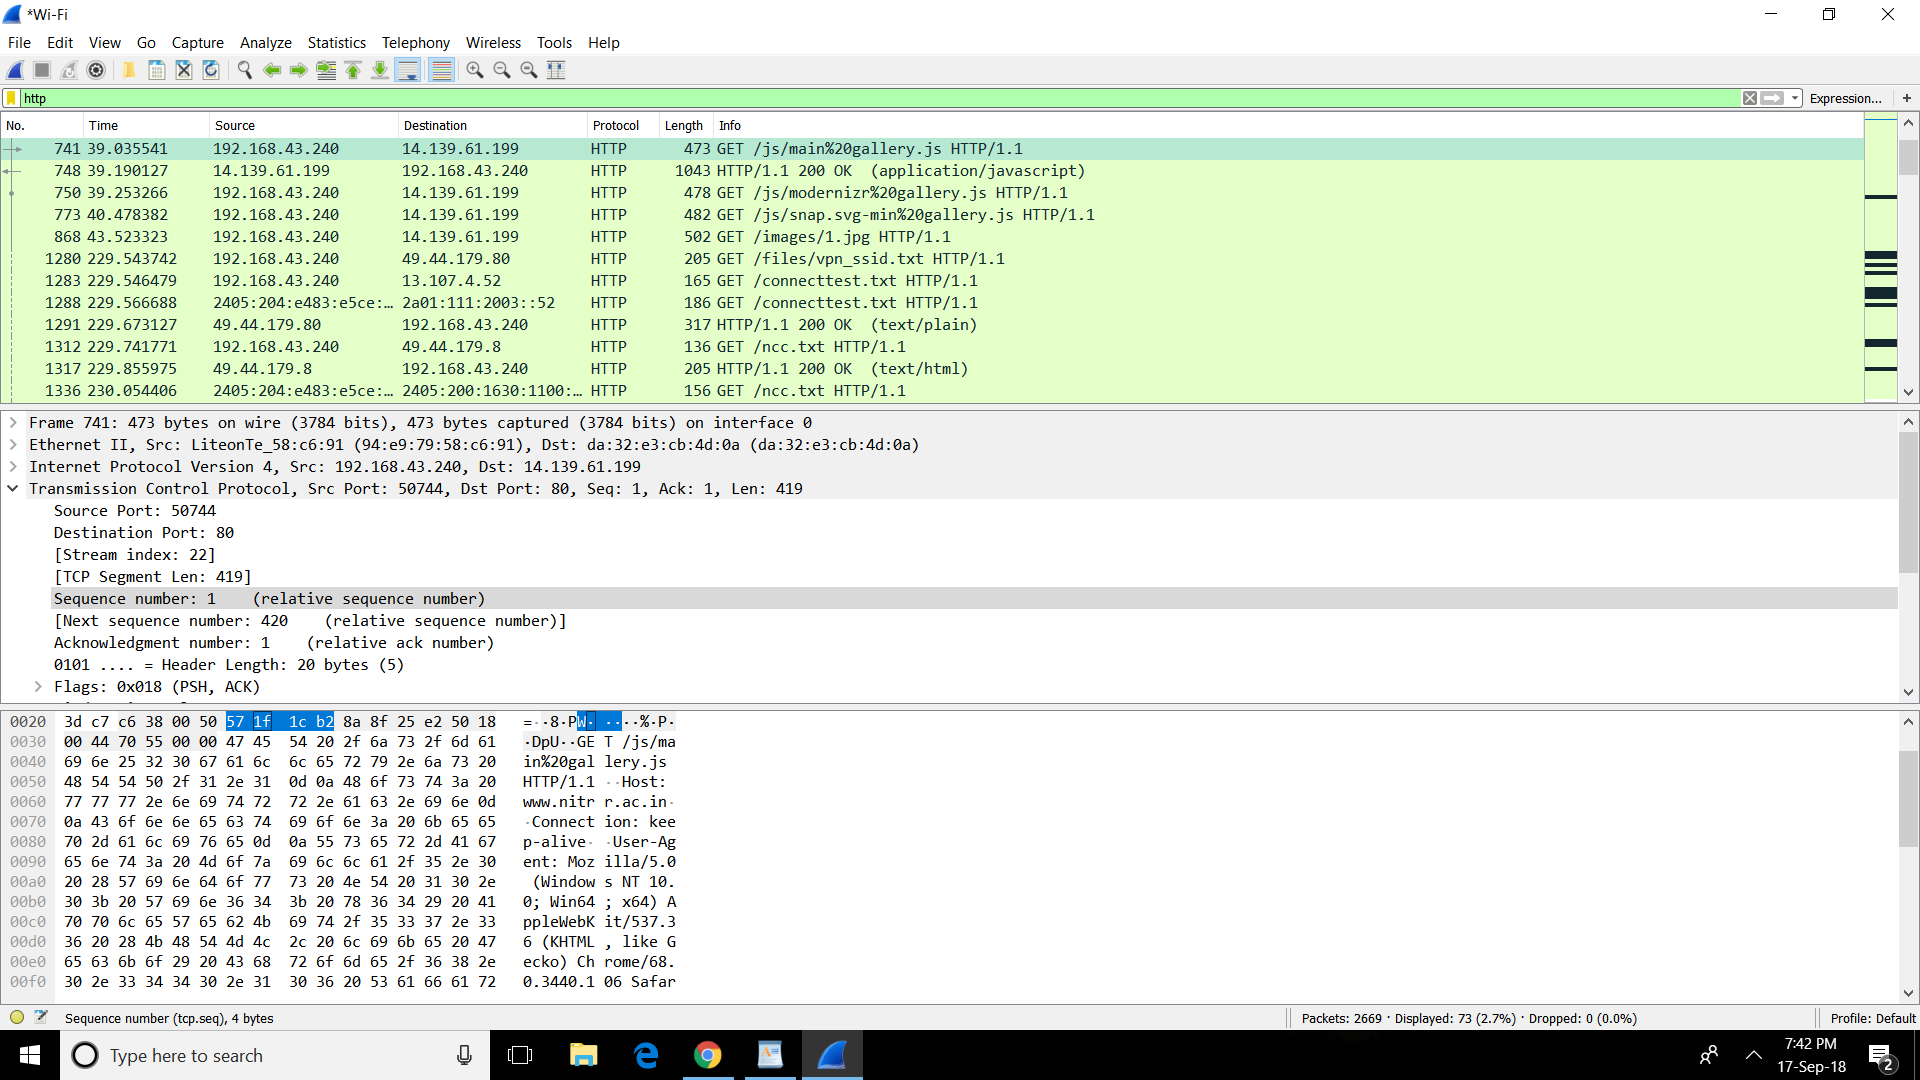 *Wi-Fi
File Edit View Go Capture Analyze Statistics Telephony Wireless Tools Help
http Expression... +
No. Time Source Destination Protocol Length Info
741 39.035541 192.168.43.240 14.139.61.199 HTTP 473 GET /js/main%20gallery.js HTTP/1.1
748 39.190127 14.139.61.199 192.168.43.240 HTTP 1043 HTTP/1.1 200 OK (application/javascript)
750 39.253266 192.168.43.240 14.139.61.199 HTTP 478 GET /js/modernizr%20gallery.js HTTP/1.1
773 40.478382 192.168.43.240 14.139.61.199 HTTP 482 GET /js/snap.svg-min%20gallery.js HTTP/1.1
868 43.523323 192.168.43.240 14.139.61.199 HTTP 502 GET /images/1.jpg HTTP/1.1
1280 229.543742 192.168.43.240 49.44.179.80 HTTP 205 GET /files/vpn_ssid.txt HTTP/1.1
1283 229.546479 192.168.43.240 13.107.4.52 HTTP 165 GET /connecttest.txt HTTP/1.1
1288 229.566688 2405:204:e483:e5ce:… 2a01:111:2003::52 HTTP 186 GET /connecttest.txt HTTP/1.1
1291 229.673127 49.44.179.80 192.168.43.240 HTTP 317 HTTP/1.1 200 OK (text/plain)
1312 229.741771 192.168.43.240 49.44.179.8 HTTP 136 GET /ncc.txt HTTP/1.1
1317 229.855975 49.44.179.8 192.168.43.240 HTTP 205 HTTP/1.1 200 OK (text/html)
1336 230.054406 2405:204:e483:e5ce:… 2405:200:1630:1100:… HTTP 156 GET /ncc.txt HTTP/1.1
Frame 741: 473 bytes on wire (3784 bits), 473 bytes captured (3784 bits) on interface 0
Ethernet II, Src: LiteonTe_58:c6:91 (94:e9:79:58:c6:91), Dst: da:32:e3:cb:4d:0a (da:32:e3:cb:4d:0a)
Internet Protocol Version 4, Src: 192.168.43.240, Dst: 14.139.61.199
Transmission Control Protocol, Src Port: 50744, Dst Port: 80, Seq: 1, Ack: 1, Len: 419
Source Port: 50744
Destination Port: 80
[Stream index: 22]
[TCP Segment Len: 419]
Sequence number: 1 (relative sequence number)
[Next sequence number: 420 (relative sequence number)]
Acknowledgment number: 1 (relative ack number)
0101 .... = Header Length: 20 bytes (5)
Flags: 0x018 (PSH, ACK)
0020 3d c7 c6 38 00 50 57 1f 1c b2 8a 8f 25 e2 50 18 =··8·PW· ····%·P·
0030 00 44 70 55 00 00 47 45 54 20 2f 6a 73 2f 6d 61 ·DpU··GE T /js/ma
0040 69 6e 25 32 30 67 61 6c 6c 65 72 79 2e 6a 73 20 in%20gal lery.js
0050 48 54 54 50 2f 31 2e 31 0d 0a 48 6f 73 74 3a 20 HTTP/1.1 ··Host:
0060 77 77 77 2e 6e 69 74 72 72 2e 61 63 2e 69 6e 0d www.nitr r.ac.in·
0070 0a 43 6f 6e 6e 65 63 74 69 6f 6e 3a 20 6b 65 65 ·Connect ion: kee
0080 70 2d 61 6c 69 76 65 0d 0a 55 73 65 72 2d 41 67 p-alive· ·User-Ag
0090 65 6e 74 3a 20 4d 6f 7a 69 6c 6c 61 2f 35 2e 30 ent: Moz illa/5.0
00a0 20 28 57 69 6e 64 6f 77 73 20 4e 54 20 31 30 2e (Window s NT 10.
00b0 30 3b 20 57 69 6e 36 34 3b 20 78 36 34 29 20 41 0; Win64 ; x64) A
00c0 70 70 6c 65 57 65 62 4b 69 74 2f 35 33 37 2e 33 ppleWebK it/537.3
00d0 36 20 28 4b 48 54 4d 4c 2c 20 6c 69 6b 65 20 47 6 (KHTML , like G
00e0 65 63 6b 6f 29 20 43 68 72 6f 6d 65 2f 36 38 2e ecko) Ch rome/68.
00f0 30 2e 33 34 34 30 2e 31 30 36 20 53 61 66 61 72 0.3440.1 06 Safar
Sequence number (tcp.seq), 4 bytes Packets: 2669 · Displayed: 73 (2.7%) · Dropped: 0 (0.0%) Profile: Default
Type here to search
7:42 PM
17-Sep-18
2